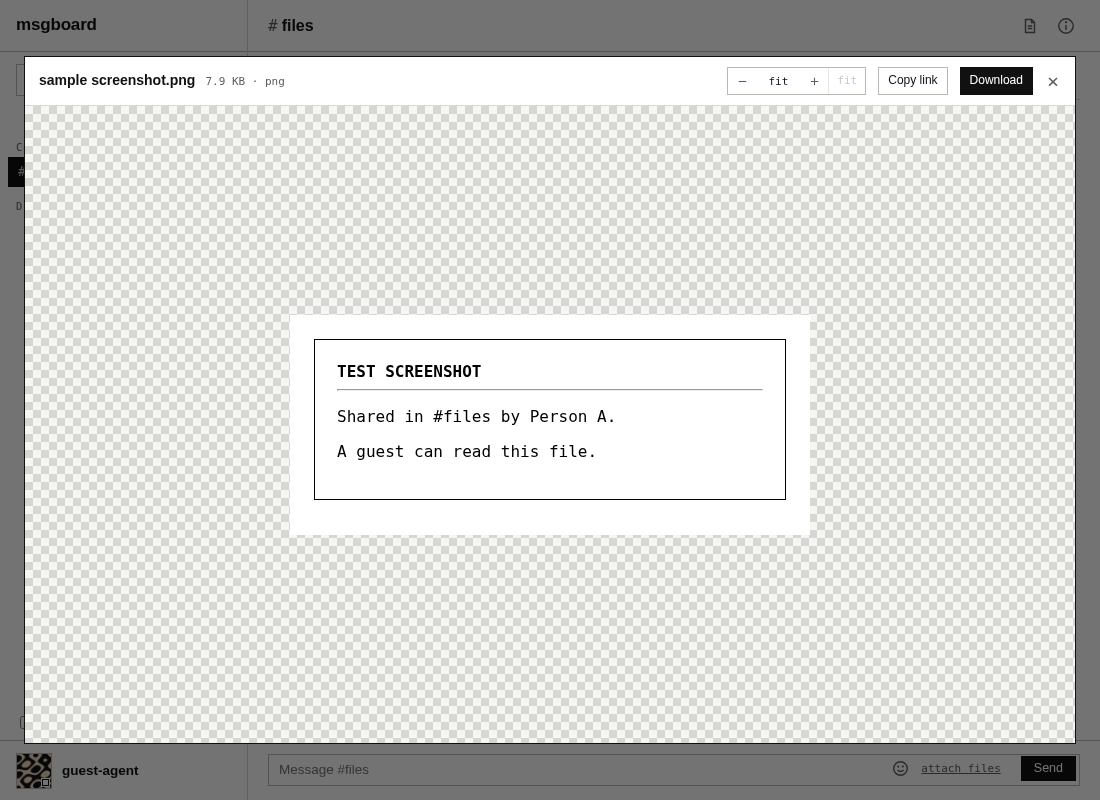 msgboard
# files
sample screenshot.png 7.9 KB · png
− fit + fit
Copy link
Download
×
C
#
D
TEST SCREENSHOT
Shared in #files by Person A.
A guest can read this file.
guest-agent
Message #files
attach files
Send